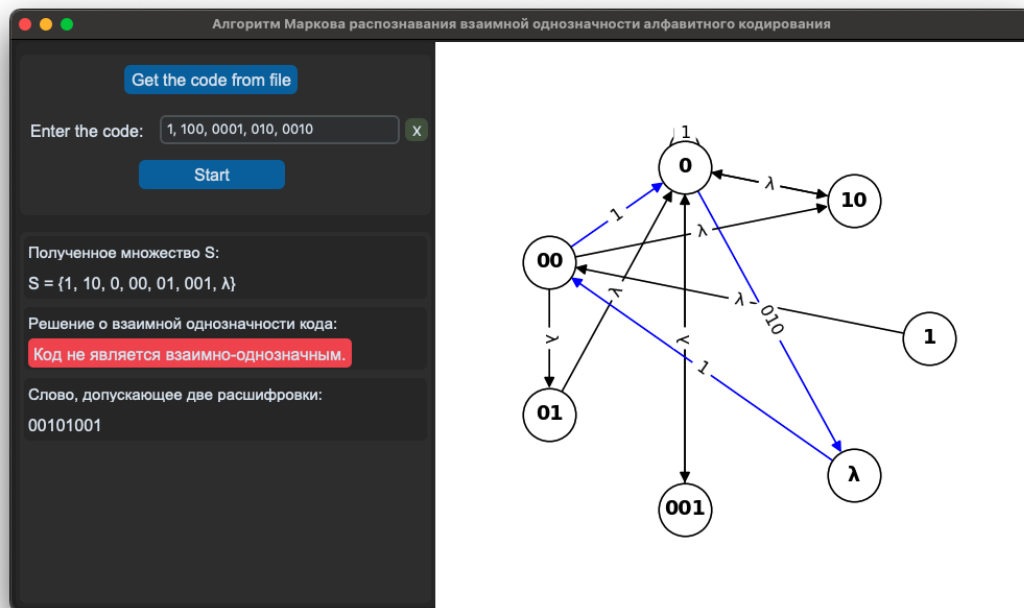 Алгоритм Маркова распознавания взаимной однозначности алфавитного кодирования
Get the code from file
Enter the code: 1, 100, 0001, 010, 0010 X
Start
Полученное множество S:
S = {1, 10, 0, 00, 01, 001, λ}
Решение о взаимной однозначности кода:
Код не является взаимно-однозначным.
Слово, допускающее две расшифровки:
00101001
1
0
λ
10
1
λ
00
λ
010
λ
λ
λ
1
1
01
λ
001